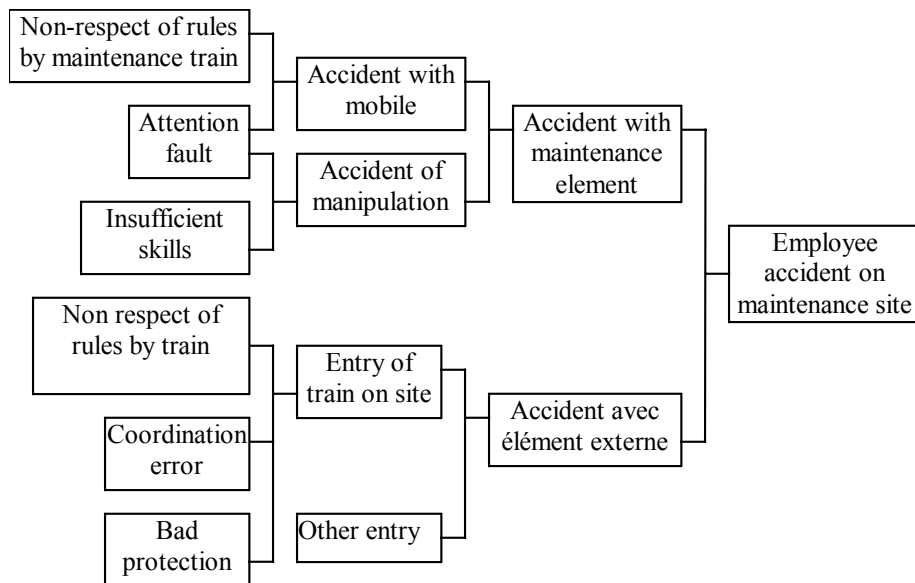 Non-respect of rules
by maintenance train
Accident with
mobile
Attention
fault
Accident with
maintenance
element
Accident of
manipulation
Insufficient
skills
Employee
accident on
maintenance site
Non respect of
rules by train
Entry of
train on site
Accident avec
élément externe
Coordination
error
Bad
protection
Other entry